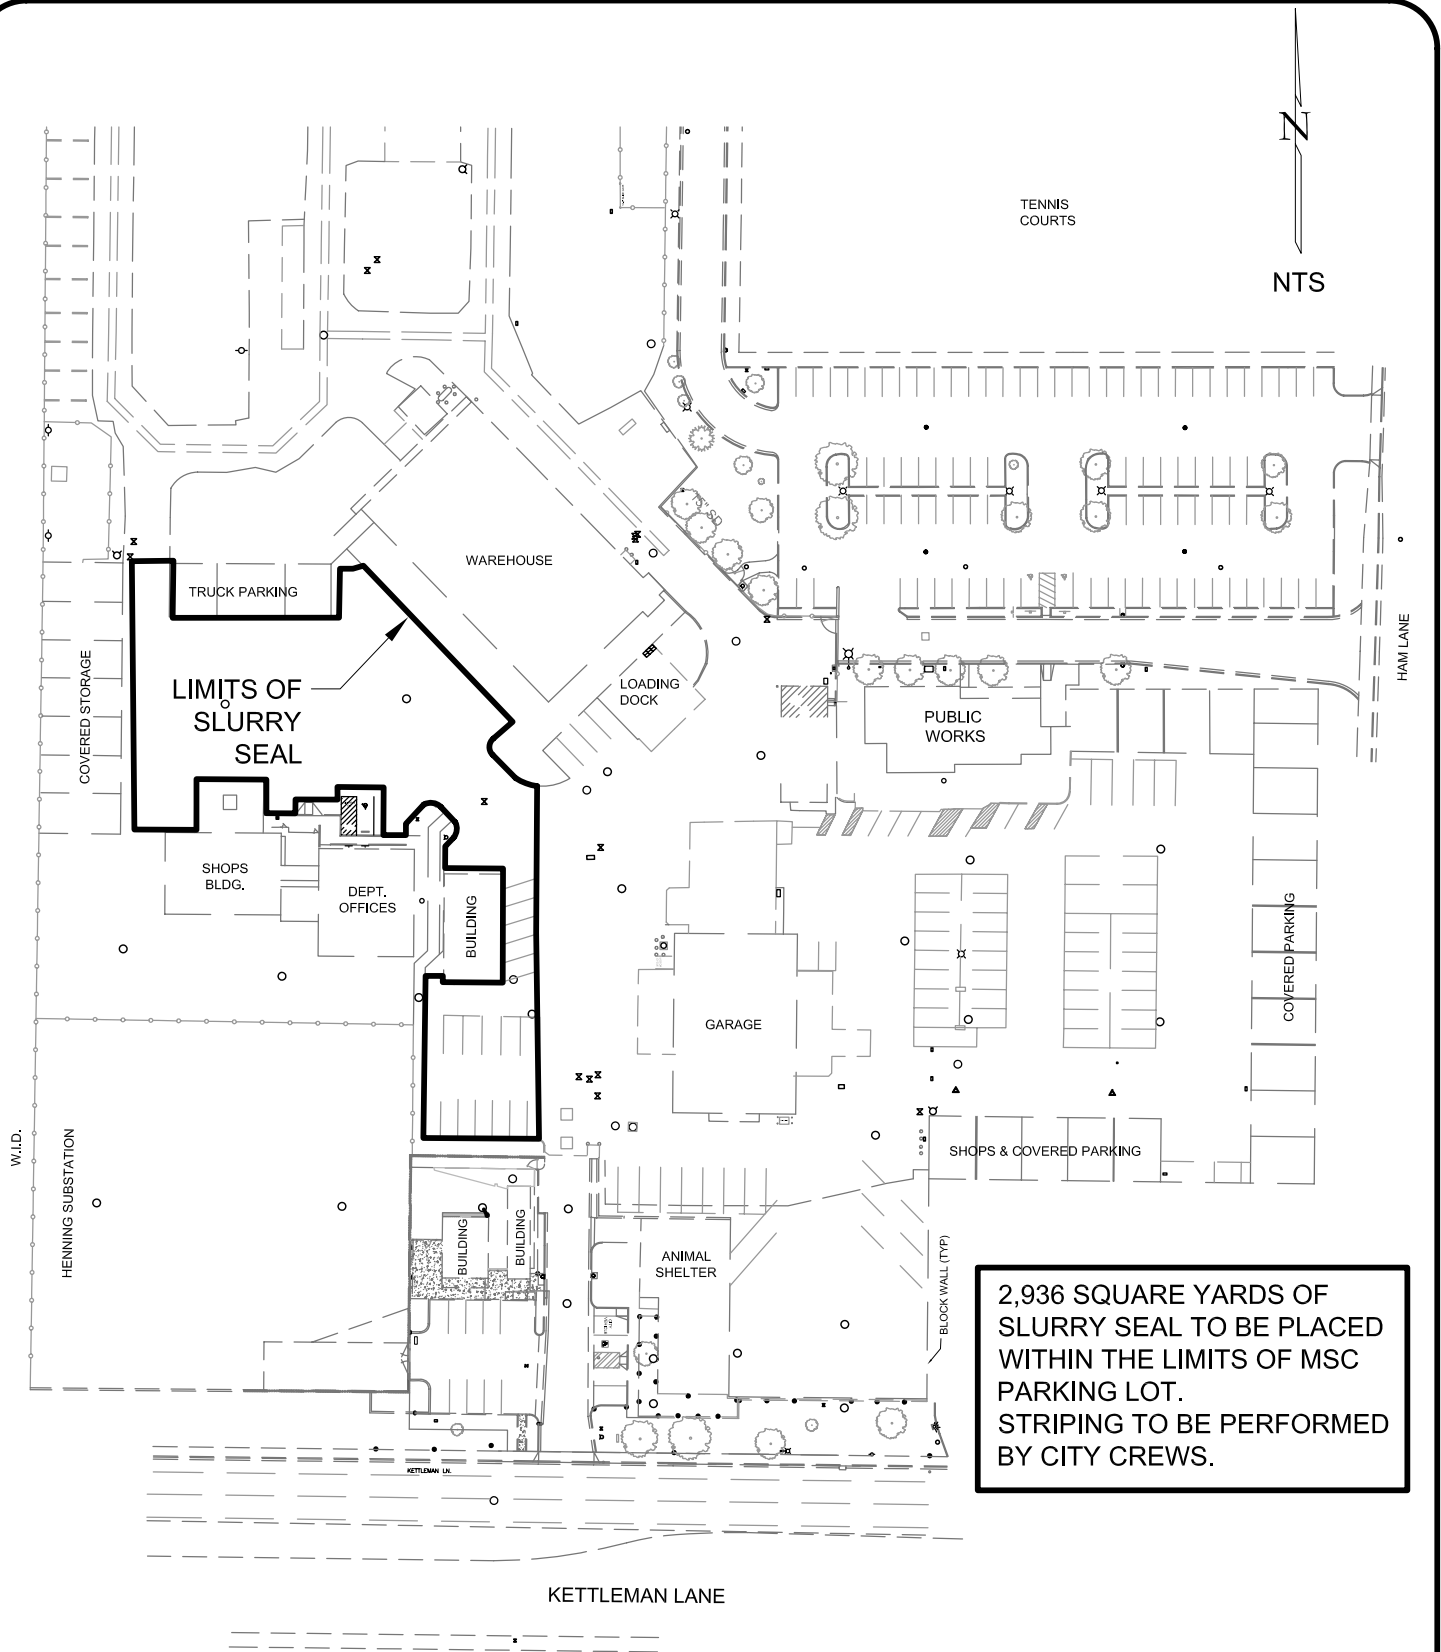 N
NTS
TENNIS
COURTS
WAREHOUSE
TRUCK PARKING
LIMITS OF
SLURRY
SEAL
COVERED STORAGE
LOADING
DOCK
PUBLIC
WORKS
HAM LANE
SHOPS
BLDG.
DEPT.
OFFICES
BUILDING
GARAGE
COVERED PARKING
SHOPS & COVERED PARKING
W.I.D.
HENNING SUBSTATION
BUILDING
BUILDING
ANIMAL
SHELTER
BLOCK WALL (TYP)
2,936 SQUARE YARDS OF
SLURRY SEAL TO BE PLACED
WITHIN THE LIMITS OF MSC
PARKING LOT.
STRIPING TO BE PERFORMED
BY CITY CREWS.
KETTLEMAN LN.
KETTLEMAN LANE